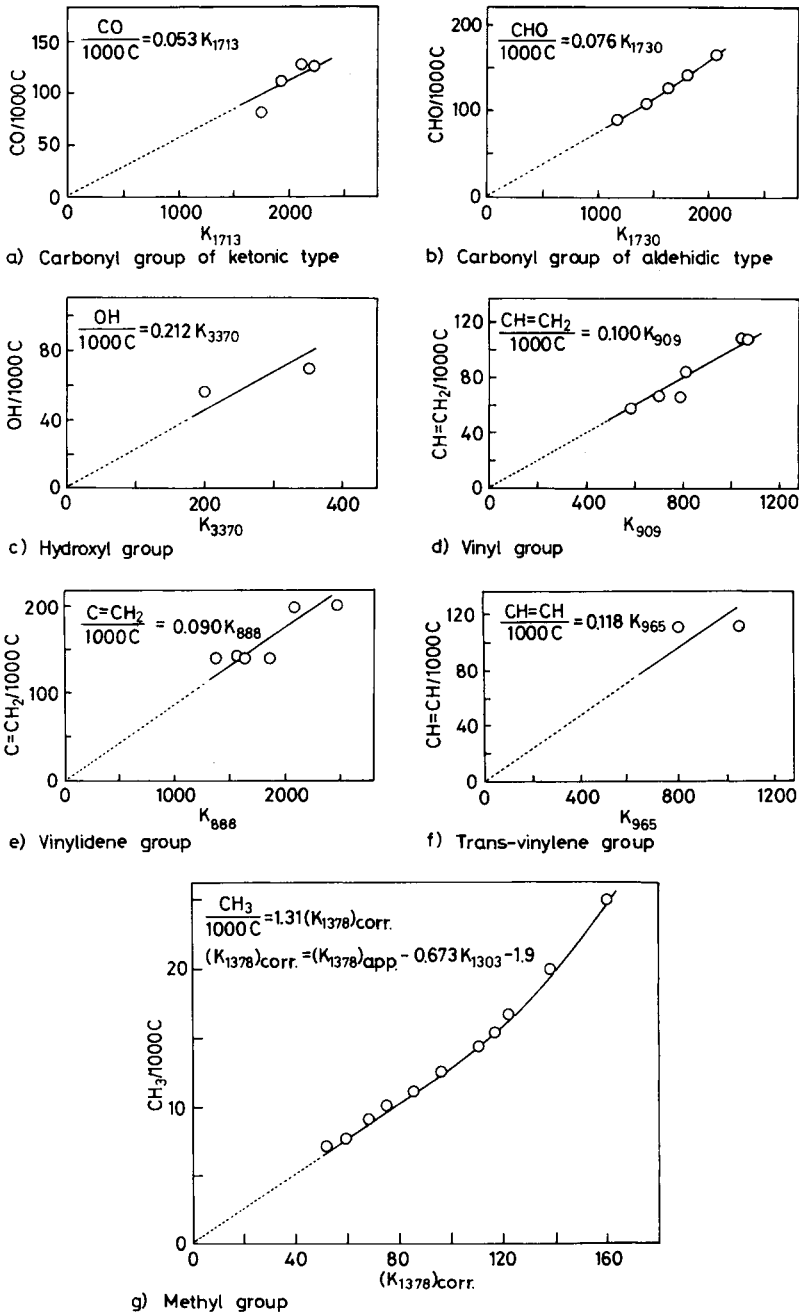 CO/1000 C = 0.053 K1713
CO/1000C
150
100
50
0
0 1000 2000
K1713
a) Carbonyl group of ketonic type
CHO/1000 C = 0.076 K1730
CHO/1000C
200
100
0
0 1000 2000
K1730
b) Carbonyl group of aldehidic type
OH/1000 C = 0.212 K3370
OH/1000 C
80
40
0
0 200 400
K3370
c) Hydroxyl group
CH=CH2/1000 C = 0.100 K909
CH=CH2/1000 C
120
80
40
0
0 400 800 1200
K909
d) Vinyl group
C=CH2/1000 C = 0.090 K888
C=CH2/1000 C
200
100
0
0 1000 2000
K888
e) Vinylidene group
CH=CH/1000 C = 0.118 K965
CH=CH/1000 C
120
80
40
0
0 400 800 1200
K965
f) Trans-vinylene group
CH3/1000 C = 1.31 (K1378)corr.
(K1378)corr. = (K1378)app. - 0.673 K1303 - 1.9
CH3/1000C
20
10
0
0 40 80 120 160
(K1378)corr.
g) Methyl group